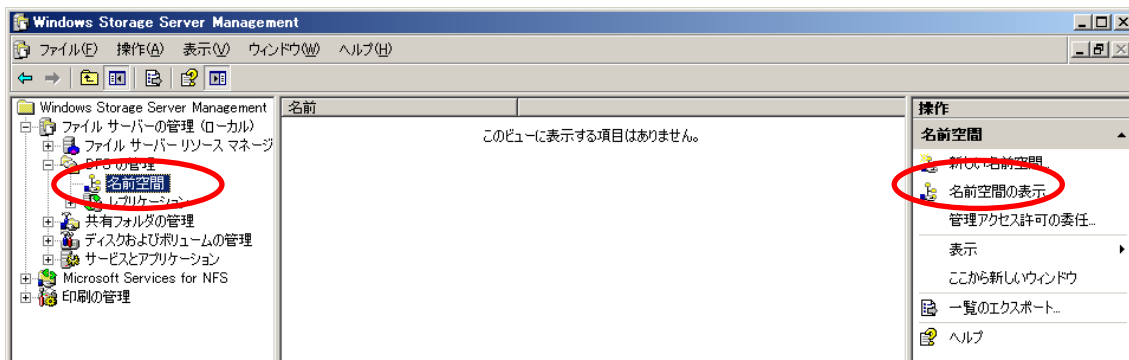 Windows Storage Server Management
ファイル(F) 操作(A) 表示(V) ウィンドウ(W) ヘルプ(H)
Windows Storage Server Management
ファイル サーバーの管理 (ローカル)
ファイル サーバー リソース マネージ
DFS の管理
名前空間
レプリケーション
共有フォルダの管理
ディスクおよびボリュームの管理
サービスとアプリケーション
Microsoft Services for NFS
印刷の管理
名前
このビューに表示する項目はありません。
操作
名前空間
新しい名前空間...
名前空間の表示...
管理アクセス許可の委任...
表示
ここから新しいウィンドウ
一覧のエクスポート...
ヘルプ